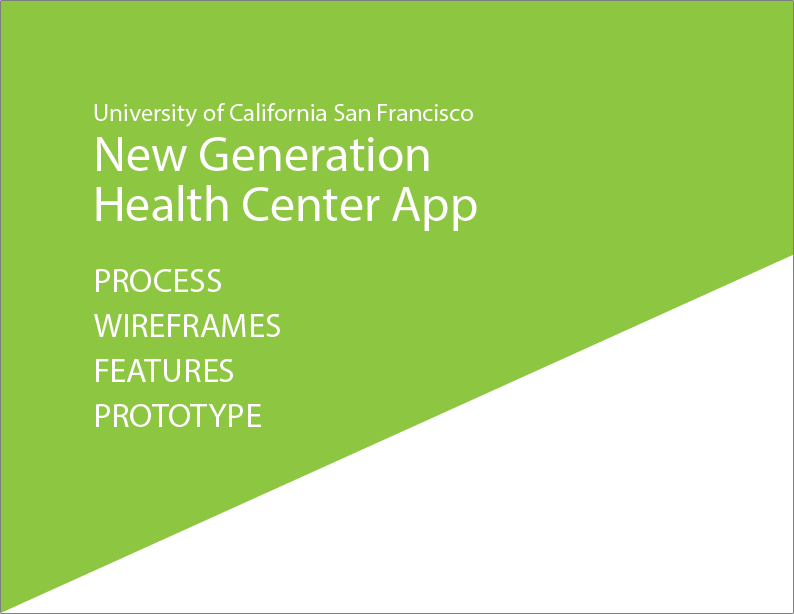 University of California San Francisco
New Generation
Health Center App
PROCESS
WIREFRAMES
FEATURES
PROTOTYPE